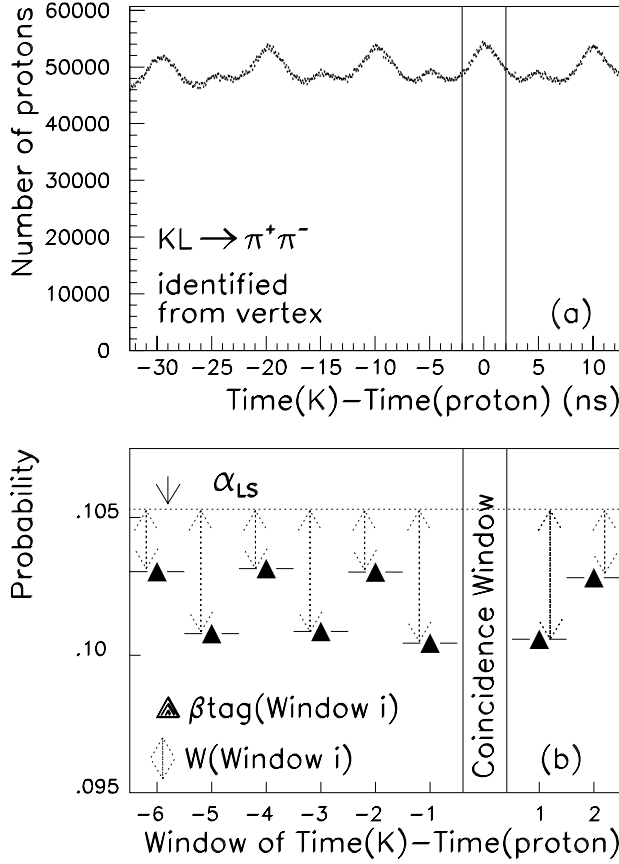 Number of protons
60000
50000
40000
30000
20000
10000
0
KL → π⁺π⁻
identified
from vertex
(a)
−30 −25 −20 −15 −10 −5 0 5 10
Time(K)−Time(proton) (ns)
Probability
.105
.10
.095
αLS
Coincidence Window
βtag(Window i)
W(Window i)
(b)
−6 −5 −4 −3 −2 −1 1 2
Window of Time(K)−Time(proton)